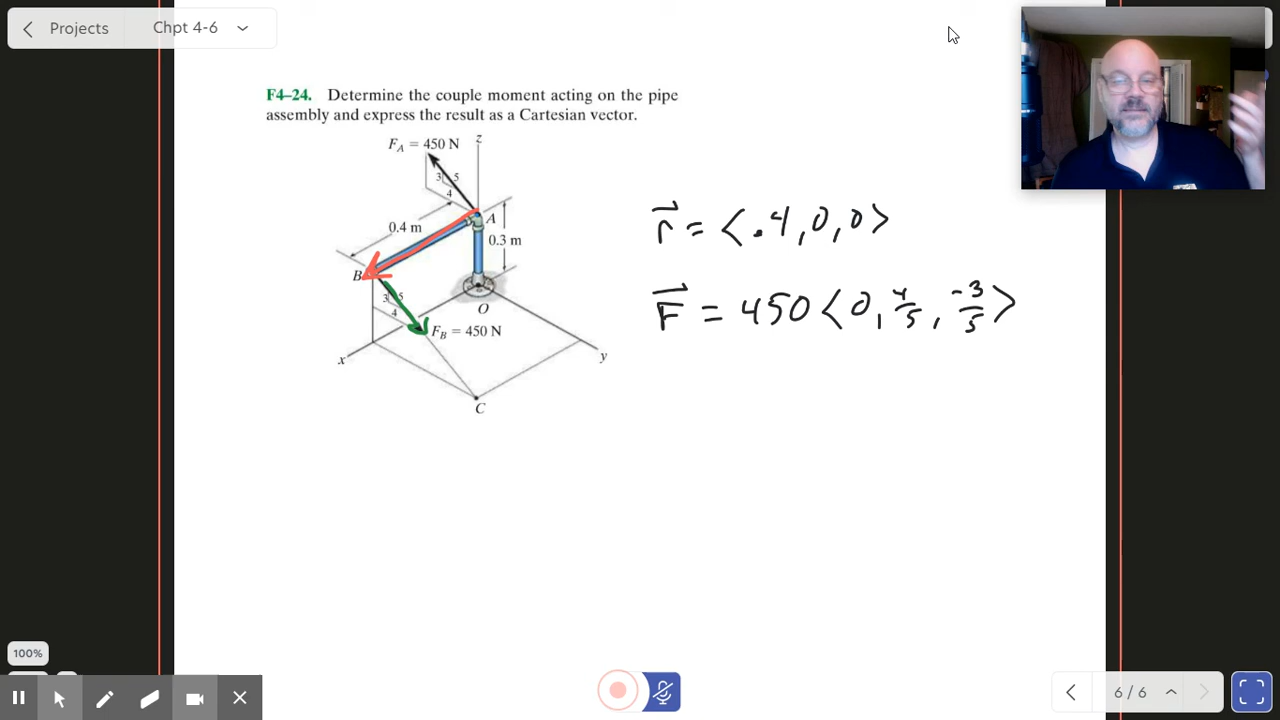 Projects
Chpt 4-6
F4–24. Determine the couple moment acting on the pipe
assembly and express the result as a Cartesian vector.
F_A = 450 N
z
3 5
4
A
0.4 m
0.3 m
B
3 5
4
O
F_B = 450 N
x
y
C
r⃗ = <.4, 0, 0>
F⃗ = 450 <0, 4/5, -3/5>
100%
6 / 6